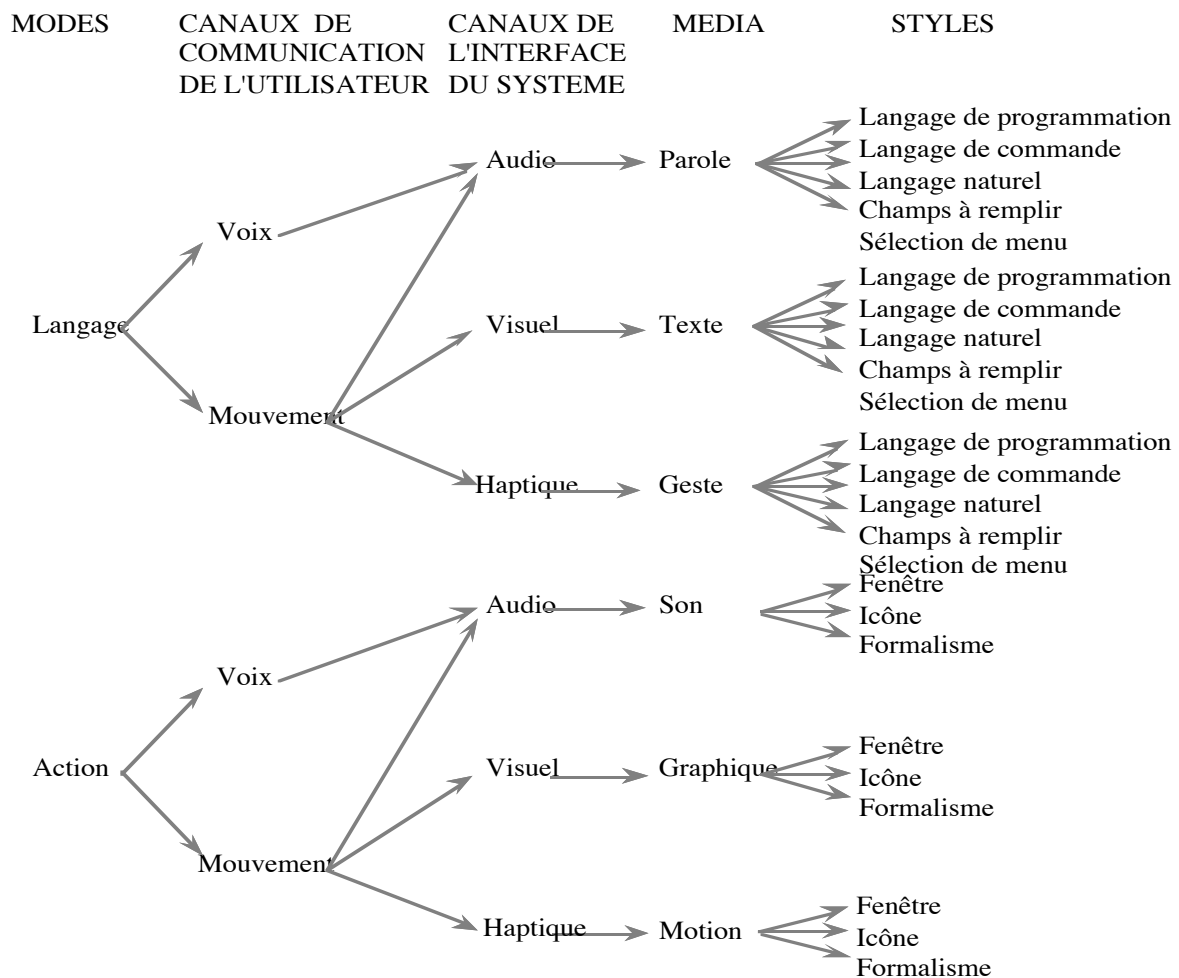 MODES
CANAUX DE
COMMUNICATION
DE L'UTILISATEUR
CANAUX DE
L'INTERFACE
DU SYSTEME
MEDIA
STYLES
Langage
Voix
Mouvement
Audio
Parole
Langage de programmation
Langage de commande
Langage naturel
Champs à remplir
Sélection de menu
Visuel
Texte
Langage de programmation
Langage de commande
Langage naturel
Champs à remplir
Sélection de menu
Haptique
Geste
Langage de programmation
Langage de commande
Langage naturel
Champs à remplir
Sélection de menu
Action
Voix
Mouvement
Audio
Son
Fenêtre
Icône
Formalisme
Visuel
Graphique
Fenêtre
Icône
Formalisme
Haptique
Motion
Fenêtre
Icône
Formalisme